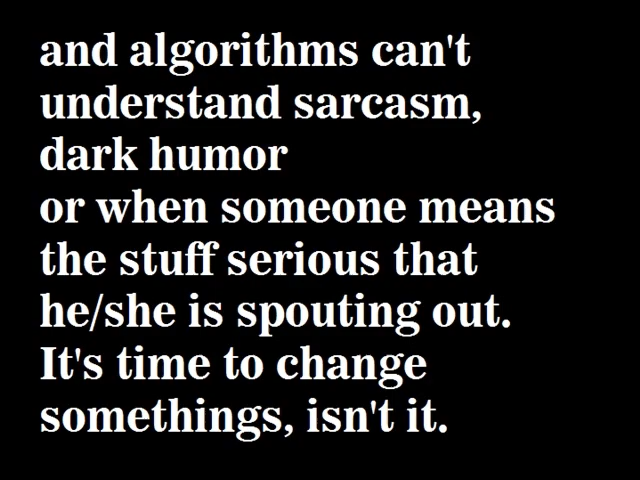 and algorithms can't
understand sarcasm,
dark humor
or when someone means
the stuff serious that
he/she is spouting out.
It's time to change
somethings, isn't it.